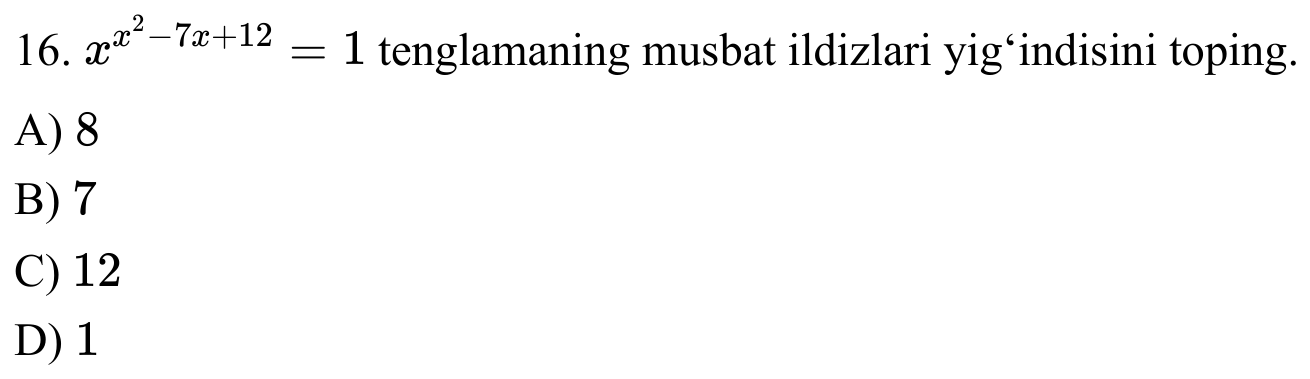 16. $x^{x^2-7x+12} = 1$ tenglamaning musbat ildizlari yig‘indisini toping.
A) 8
B) 7
C) 12
D) 1